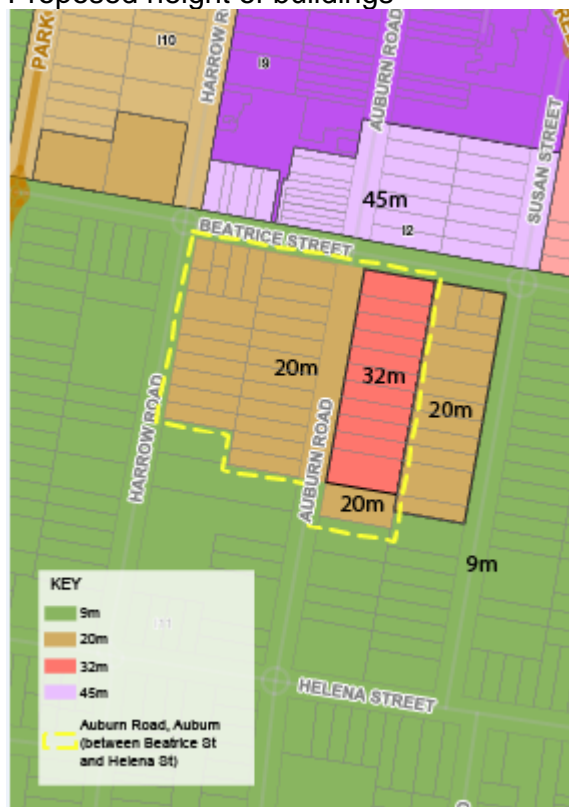 Proposed height of buildings
I10
I9
PARK
HARROW R
AUBURN ROAD
SUSAN STREET
45m
I2
BEATRICE STREET
20m
32m
20m
HARROW ROAD
AUBURN ROAD
20m
9m
KEY
9m
20m
32m
45m
Auburn Road, Auburn
(between Beatrice St
and Helena St)
HELENA STREET